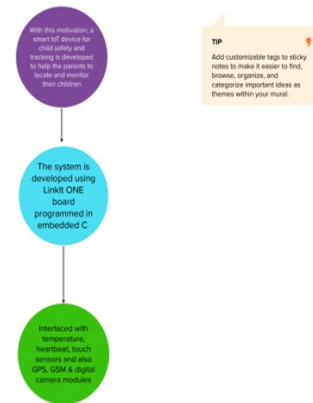 With this motivation, a
smart IoT device for
child safety and
tracking is developed
to help the parents to
locate and monitor
their children
TIP
Add customizable tags to sticky
notes to make it easier to find,
browse, organize, and
categorize important ideas as
themes within your mural.
The system is
developed using
LinkIt ONE
board
programmed in
embedded C
Interfaced with
temperature,
heartbeat, touch
sensors and also
GPS, GSM & digital
camera modules